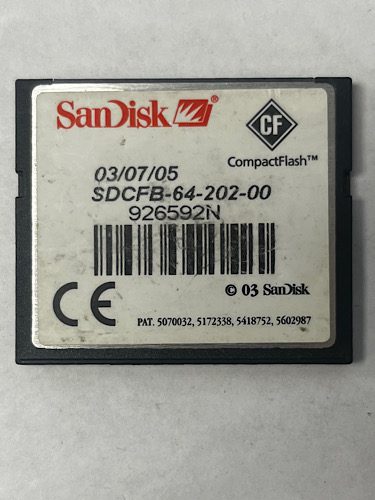 SanDisk®
CF
CompactFlash™
03/07/05
SDCFB-64-202-00
926592N
CE
© 03 SanDisk
PAT. 5070032, 5172338, 5418752, 5602987